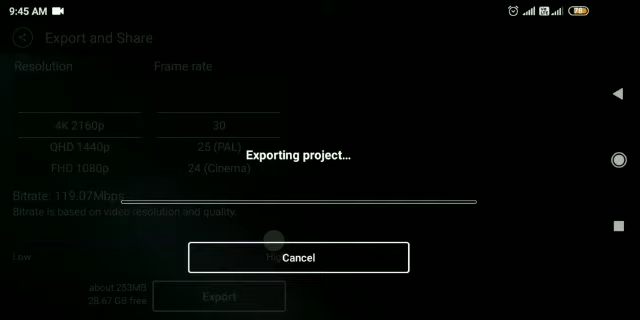 9:45 AM
78
Export and Share
Resolution
Frame rate
4K 2160p
30
QHD 1440p
25 (PAL)
FHD 1080p
24 (Cinema)
Exporting project...
Bitrate: 119.07Mbps
Bitrate is based on video resolution and quality.
Low
Cancel
about 253MB
28.67 GB free
Export